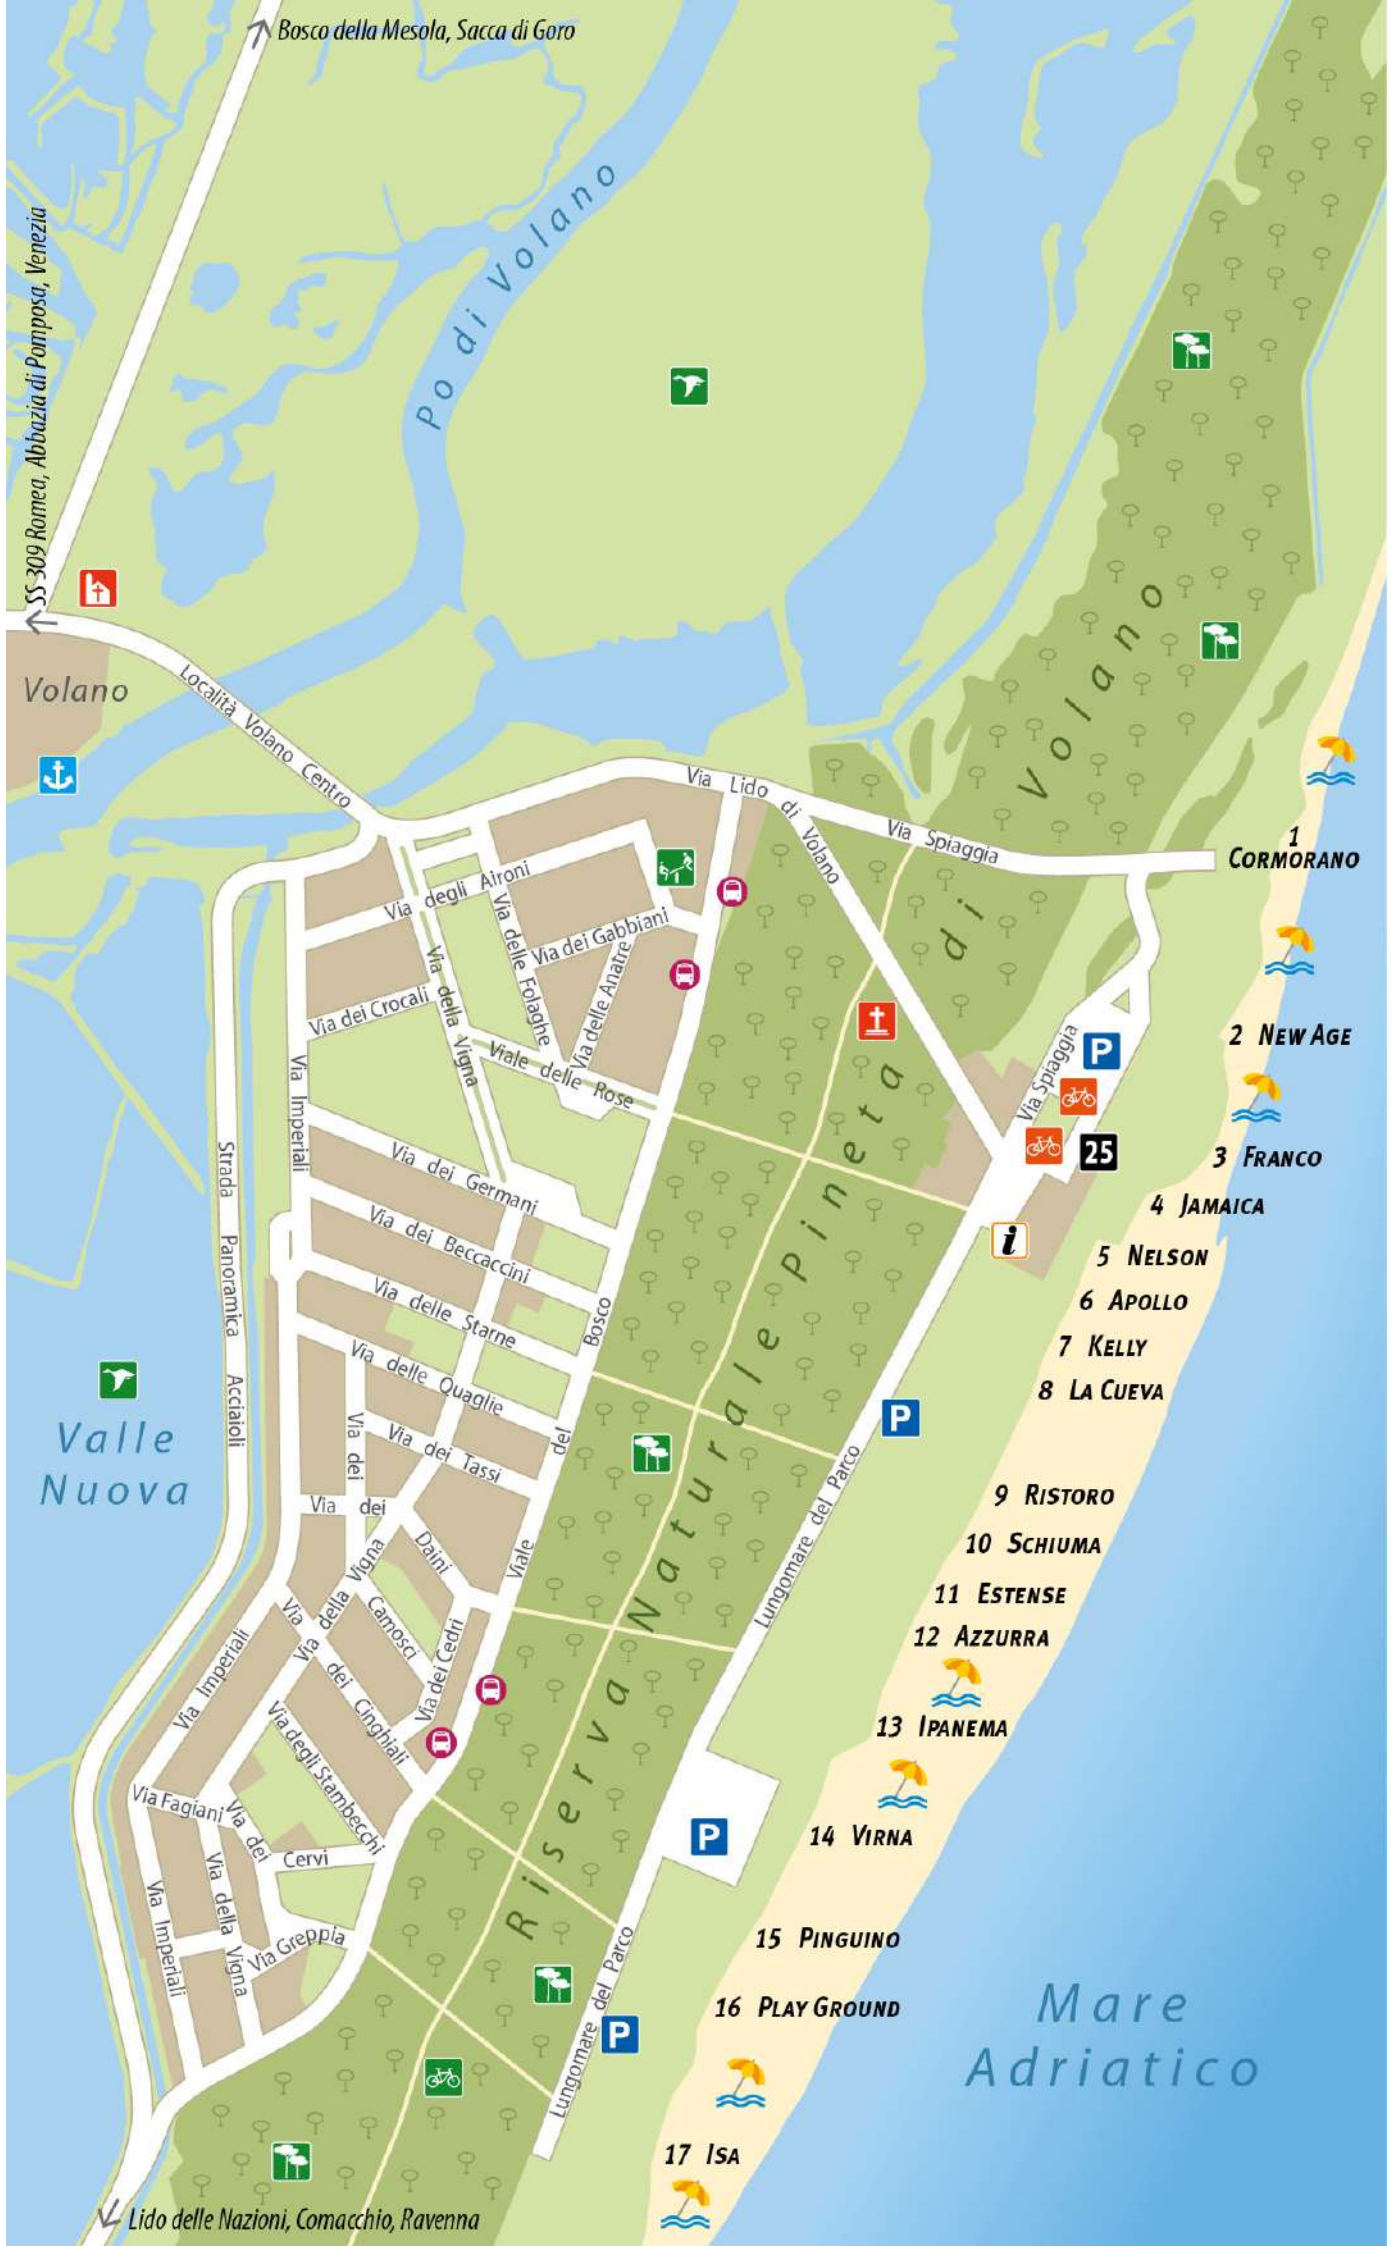 Bosco della Mesola, Sacca di Goro
SS 309 Romea, Abbazia di Pomposa, Venezia
Po di Volano
Volano
Località Volano Centro
Via Lido di Volano
Via Spiaggia
1
CORMORANO
Via degli Aironi
Via delle Folaghe
Via dei Gabbiani
Via delle Anatre
Via della Vigna
Via dei Crocali
Viale delle Rose
Via Imperiali
Strada Panoramica Acciaioli
Via dei Germani
Via dei Beccaccini
Via delle Starne
Via delle Quaglie
Via dei Tassi
Via dei
Via dei
Daini
Camosci
Via della Vigna
Via dei Cedri
Via dei Cinghiali
Via Imperiali
Via degli Stambecchi
Via Fagiani
Via dei
Cervi
Via della Vigna
Via Imperiali
Via Greppia
Viale del Bosco
Riserva Naturale Pineta di Volano
Via Spiaggia
P
25
i
P
P
P
Lungomare del Parco
Lungomare del Parco
2 NEW AGE
3 FRANCO
4 JAMAICA
5 NELSON
6 APOLLO
7 KELLY
8 LA CUEVA
9 RISTORO
10 SCHIUMA
11 ESTENSE
12 AZZURRA
13 IPANEMA
14 VIRNA
15 PINGUINO
16 PLAY GROUND
17 ISA
Valle
Nuova
Mare
Adriatico
Lido delle Nazioni, Comacchio, Ravenna